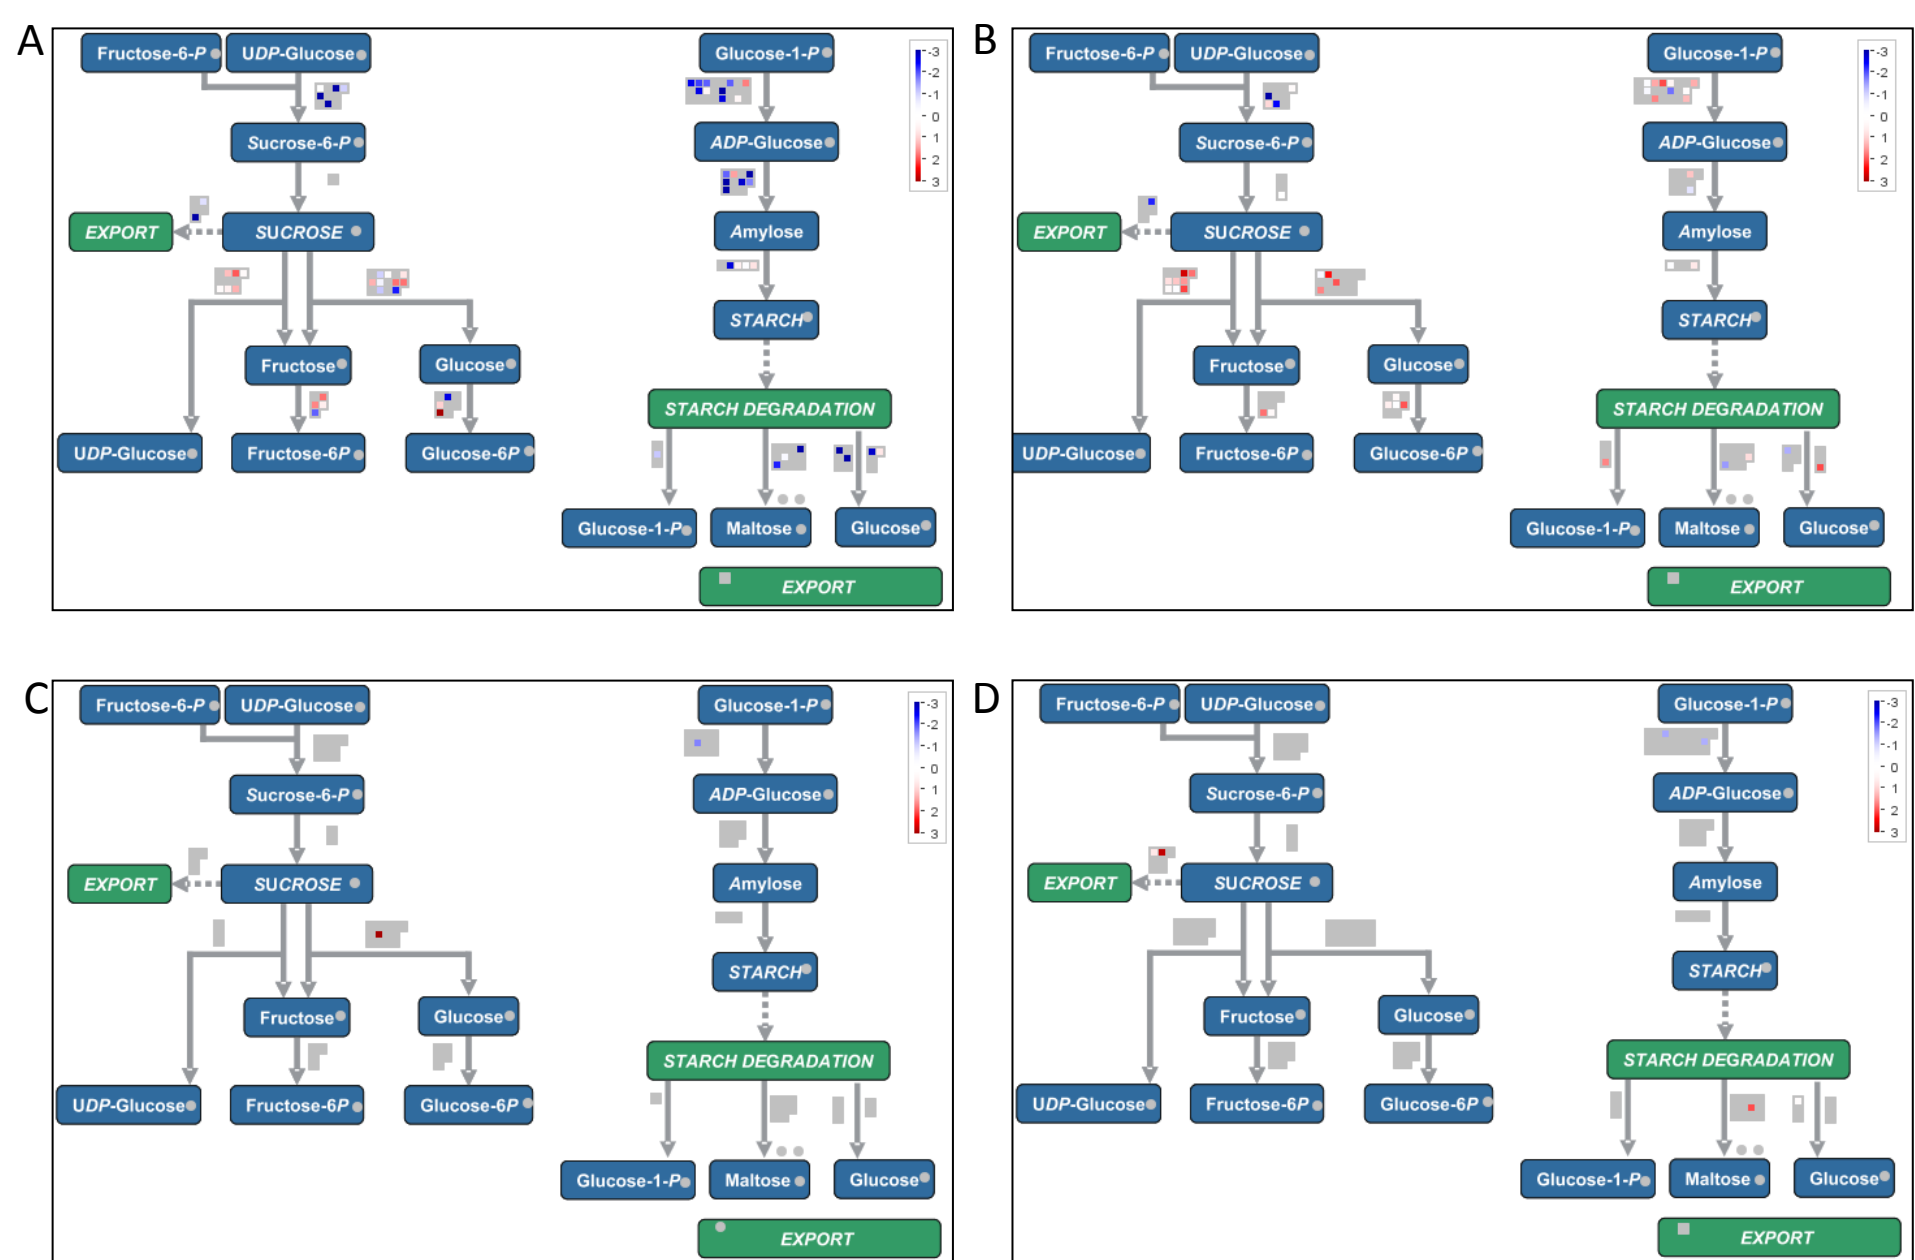 A
Fructose-6-P UDP-Glucose
Glucose-1-P
-3
-2
-1
0
1
2
3
Sucrose-6-P
ADP-Glucose
EXPORT
SUCROSE
Amylose
STARCH
Fructose
Glucose
STARCH DEGRADATION
UDP-Glucose
Fructose-6P
Glucose-6P
Glucose-1-P
Maltose
Glucose
EXPORT
B
Fructose-6-P UDP-Glucose
Glucose-1-P
-3
-2
-1
0
1
2
3
Sucrose-6-P
ADP-Glucose
EXPORT
SUCROSE
Amylose
STARCH
Fructose
Glucose
STARCH DEGRADATION
UDP-Glucose
Fructose-6P
Glucose-6P
Glucose-1-P
Maltose
Glucose
EXPORT
C
Fructose-6-P UDP-Glucose
Glucose-1-P
-3
-2
-1
0
1
2
3
Sucrose-6-P
ADP-Glucose
EXPORT
SUCROSE
Amylose
STARCH
Fructose
Glucose
STARCH DEGRADATION
UDP-Glucose
Fructose-6P
Glucose-6P
Glucose-1-P
Maltose
Glucose
EXPORT
D
Fructose-6-P UDP-Glucose
Glucose-1-P
-3
-2
-1
0
1
2
3
Sucrose-6-P
ADP-Glucose
EXPORT
SUCROSE
Amylose
STARCH
Fructose
Glucose
STARCH DEGRADATION
UDP-Glucose
Fructose-6P
Glucose-6P
Glucose-1-P
Maltose
Glucose
EXPORT